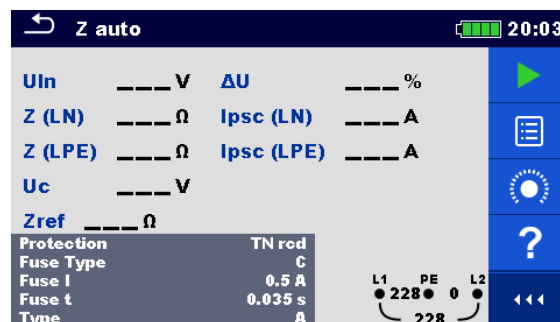 Z auto 20:03
Uln ___V ΔU ___%
Z (LN) ___Ω Ipsc (LN) ___A
Z (LPE) ___Ω Ipsc (LPE) ___A
Uc ___V
Zref ___Ω
Protection TN rcd
Fuse Type C
Fuse I 0.5 A
Fuse t 0.035 s
Type A
L1 PE L2
228 0
228
?